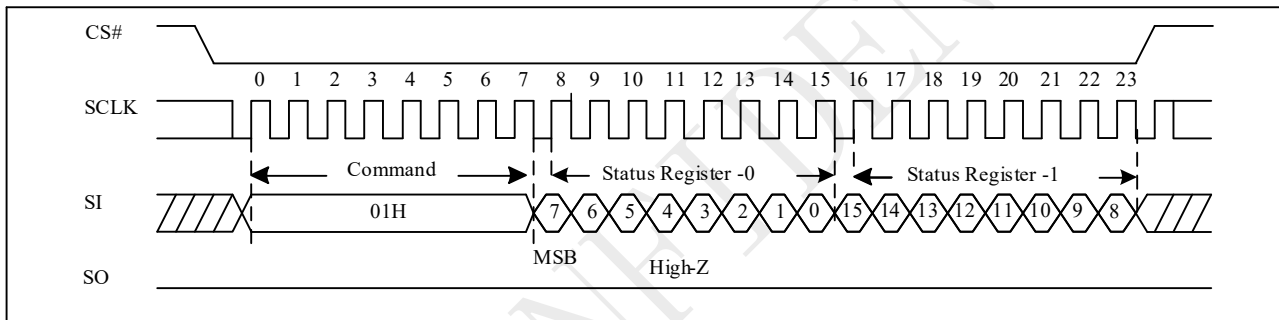 CS#
0 1 2 3 4 5 6 7 8 9 10 11 12 13 14 15 16 17 18 19 20 21 22 23
SCLK
Command Status Register -0 Status Register -1
SI 01H 7 6 5 4 3 2 1 0 15 14 13 12 11 10 9 8
MSB High-Z
SO